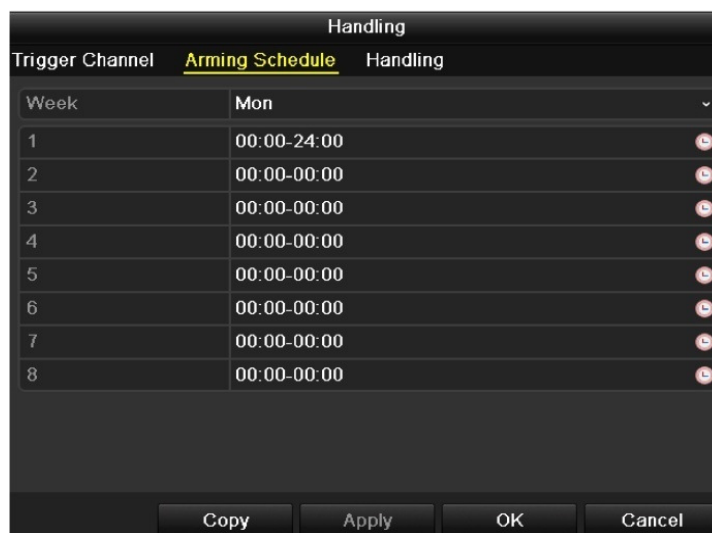 Handling
Trigger Channel Arming Schedule Handling
Week Mon
1 00:00-24:00
2 00:00-00:00
3 00:00-00:00
4 00:00-00:00
5 00:00-00:00
6 00:00-00:00
7 00:00-00:00
8 00:00-00:00
Copy Apply OK Cancel